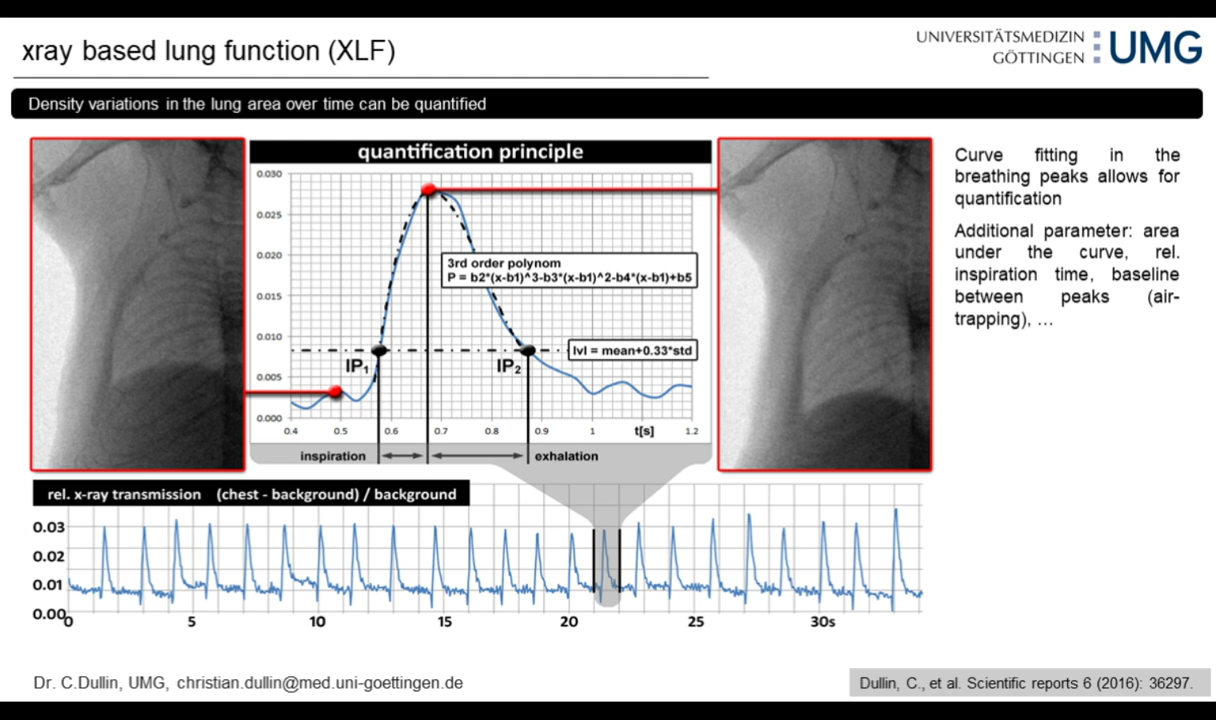 xray based lung function (XLF)
UNIVERSITÄTSMEDIZIN
GÖTTINGEN
UMG
Density variations in the lung area over time can be quantified
quantification principle
0.030
0.025
0.020
0.015
0.010
0.005
0.000
3rd order polynom
P = b2*(x-b1)^3-b3*(x-b1)^2-b4*(x-b1)+b5
lvl = mean+0.33*std
IP1
IP2
0.4 0.5 0.6 0.7 0.8 0.9 1 t[s] 1.2
inspiration
exhalation
Curve fitting in the
breathing peaks allows for
quantification
Additional parameter: area
under the curve, rel.
inspiration time, baseline
between peaks (air-
trapping), ...
rel. x-ray transmission (chest - background) / background
0.03
0.02
0.01
0.00
0 5 10 15 20 25 30s
Dr. C.Dullin, UMG, christian.dullin@med.uni-goettingen.de
Dullin, C., et al. Scientific reports 6 (2016): 36297.